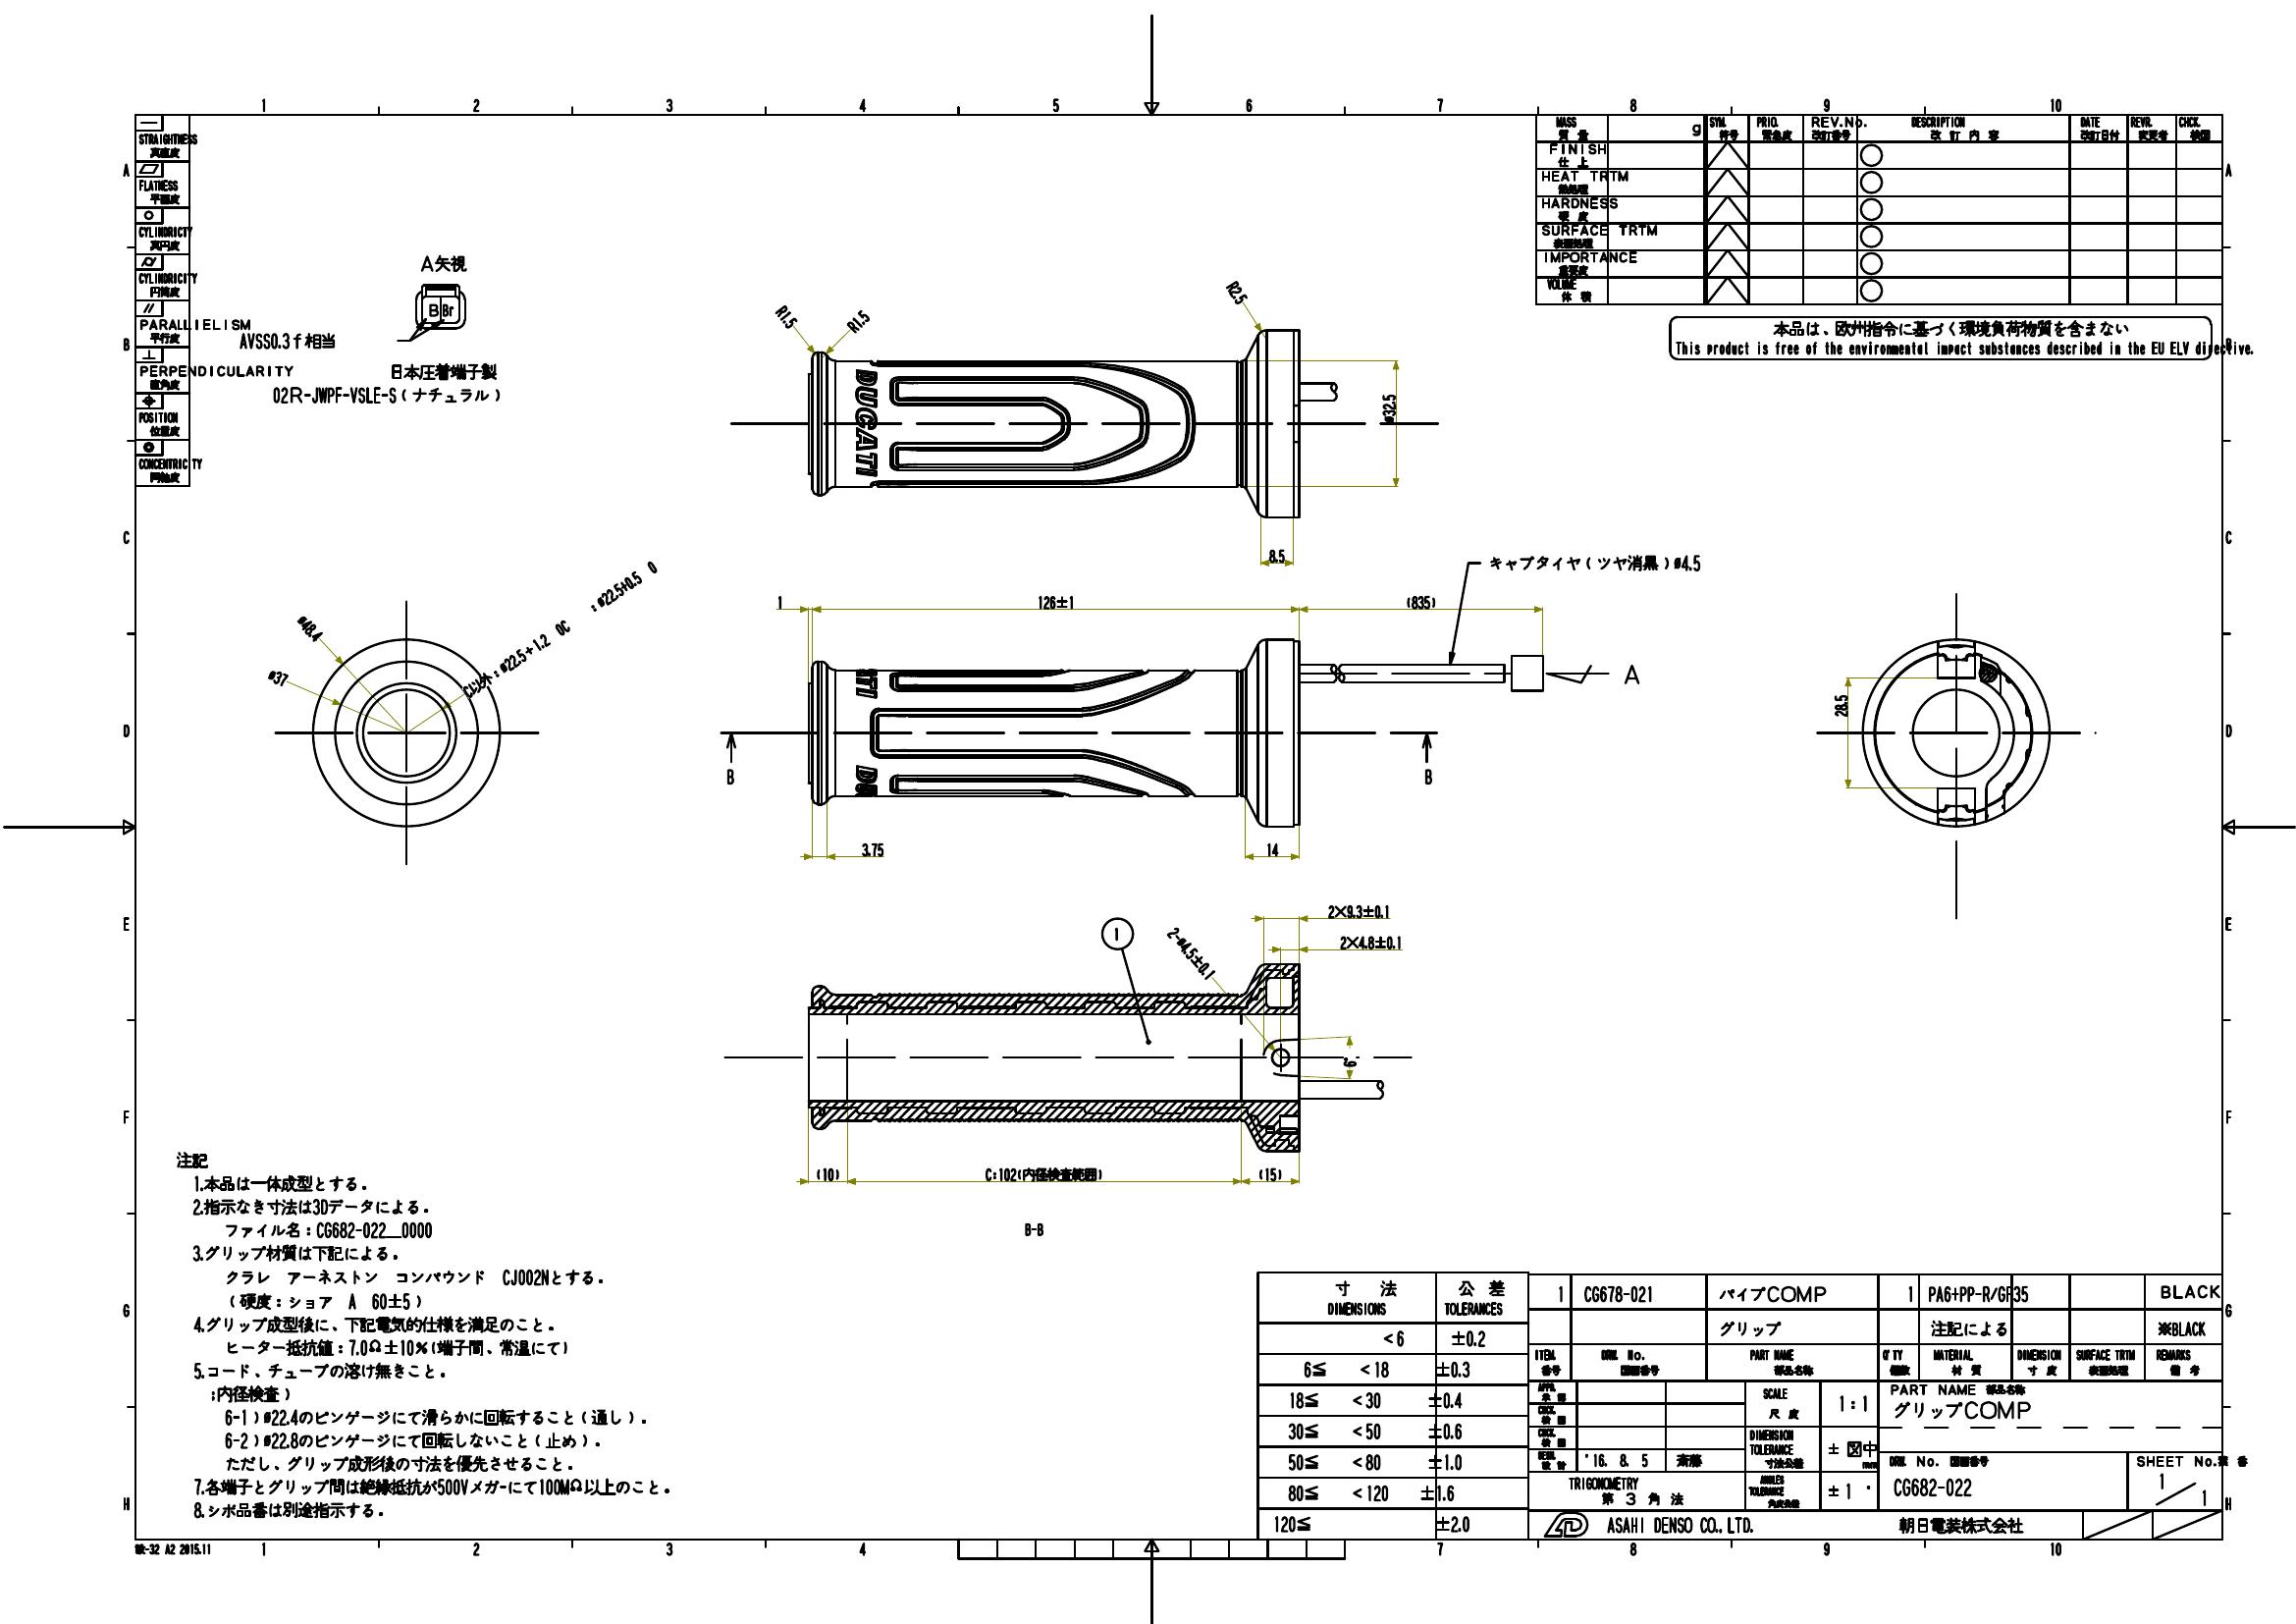 1 2 3 4 5 6 7 8 9 10
A B C D E F G H
STRAIGHTNESS
真直度
FLATNESS
平面度
CYLINDRICTY
真円度
CYLINDRICITY
円筒度
PARALLIELISM
平行度
PERPENDICULARITY
直角度
POSITION
位置度
CONCENTRICTY
同軸度
A矢視
B Br
AVSS0.3f相当
日本圧着端子製
02R-JWPF-VSLE-S(ナチュラル)
MASS
質量
g
SYM.
符号
PRIO.
緊急度
REV.No.
改訂番号
DESCRIPTION
改訂内容
DATE
改訂日付
REVR.
変更者
CHCK.
検図
FINISH
仕上
HEAT TRTM
熱処理
HARDNESS
硬度
SURFACE TRTM
表面処理
IMPORTANCE
重要度
VOLUME
体積
本品は、欧州指令に基づく環境負荷物質を含まない
This product is free of the environmental impact substances described in the EU ELV directive.
R1.5
R1.5
R2.5
DUCATI
ø32.5
8.5
キャブタイヤ(ツヤ消黒)ø4.5
1
126±1
(835)
A
B
B
3.75
14
ø48.4
ø37
C以外:ø22.5+1.2 0C :ø22.5+0.5 0
28.5
2×9.3±0.1
2×4.8±0.1
2-ø4.5±0.1
1
(10)
C:102(内径検査範囲)
(15)
B-B
注記
1.本品は一体成型とする.
2.指示なき寸法は3Dデータによる.
ファイル名:CG682-022__0000
3.グリップ材質は下記による.
クラレ アーネストン コンパウンド CJ002Nとする.
(硬度:ショア A 60±5)
4.グリップ成型後に、下記電気的仕様を満足のこと.
ヒーター抵抗値:7.0Ω±10%(端子間、常温にて)
5.コード、チューブの溶け無きこと.
;内径検査)
6-1)ø22.4のピンゲージにて滑らかに回転すること(通し).
6-2)ø22.8のピンゲージにて回転しないこと(止め).
ただし、グリップ成形後の寸法を優先させること.
7.各端子とグリップ間は絶縁抵抗が500Vメガーにて100MΩ以上のこと.
8.シボ品番は別途指示する.
寸法 公差
DIMENSIONS TOLERANCES
<6 ±0.2
6≦ <18 ±0.3
18≦ <30 ±0.4
30≦ <50 ±0.6
50≦ <80 ±1.0
80≦ <120 ±1.6
120≦ ±2.0
1 CG678-021 パイプCOMP 1 PA6+PP-R/GF35 BLACK
グリップ 注記による ※BLACK
ITEM. DRW. No. PART NAME Q'TY MATERIAL DIMENSION SURFACE TRTM REMARKS
番号 図面番号 部品名称 個数 材質 寸度 表面処理 備考
APPR.
承認
CHCK.
検図
CHCK.
検図
DESN.
設計
'16. 8. 5 斎藤
SCALE
尺度
1:1
DIMENSION
TOLERANCE
寸法公差
mm
ANGLES
TOLERANCE
角度公差
±1°
TRIGONOMETRY
第3角法
PART NAME 部品名称
グリップCOMP
DRW. No. 図面番号
CG682-022
SHEET No.
1/1
ASAHI DENSO CO., LTD. 朝日電装株式会社
A2 2015.11
1 2 3 4 7 8 9 10